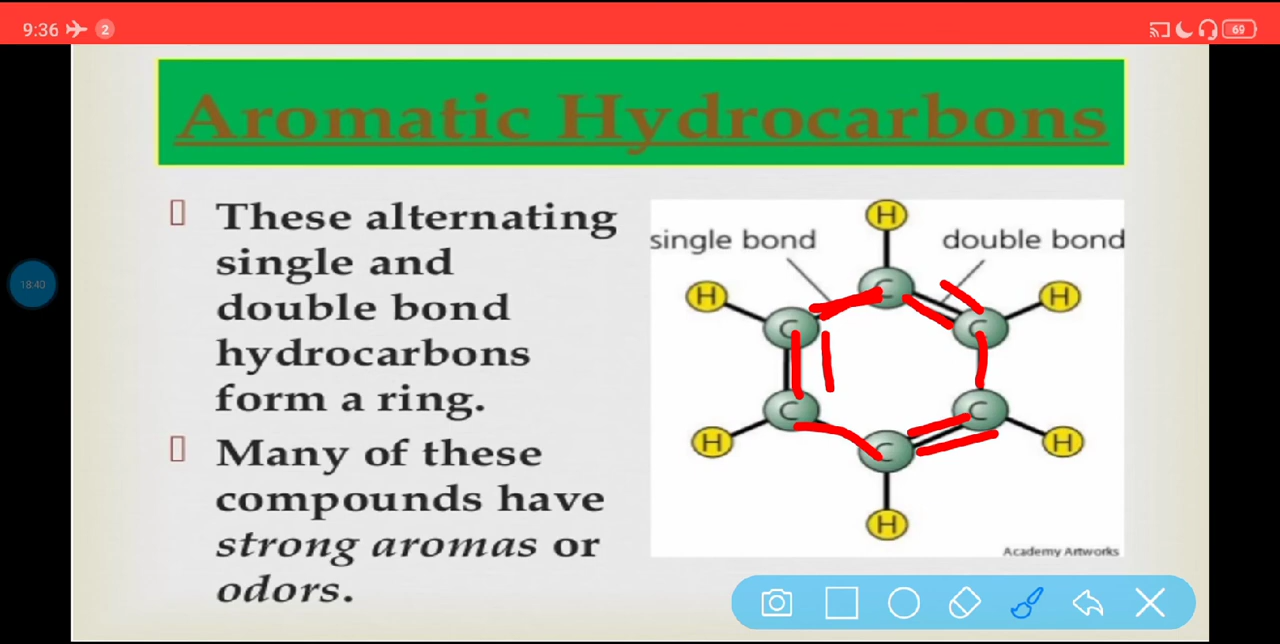 9:36 2 69
Aromatic Hydrocarbons
These alternating
single and
double bond
hydrocarbons
form a ring.
Many of these
compounds have
strong aromas or
odors.
18:40
H
single bond double bond
C
H H
C C
C C
H H
C
H
Academy Artworks